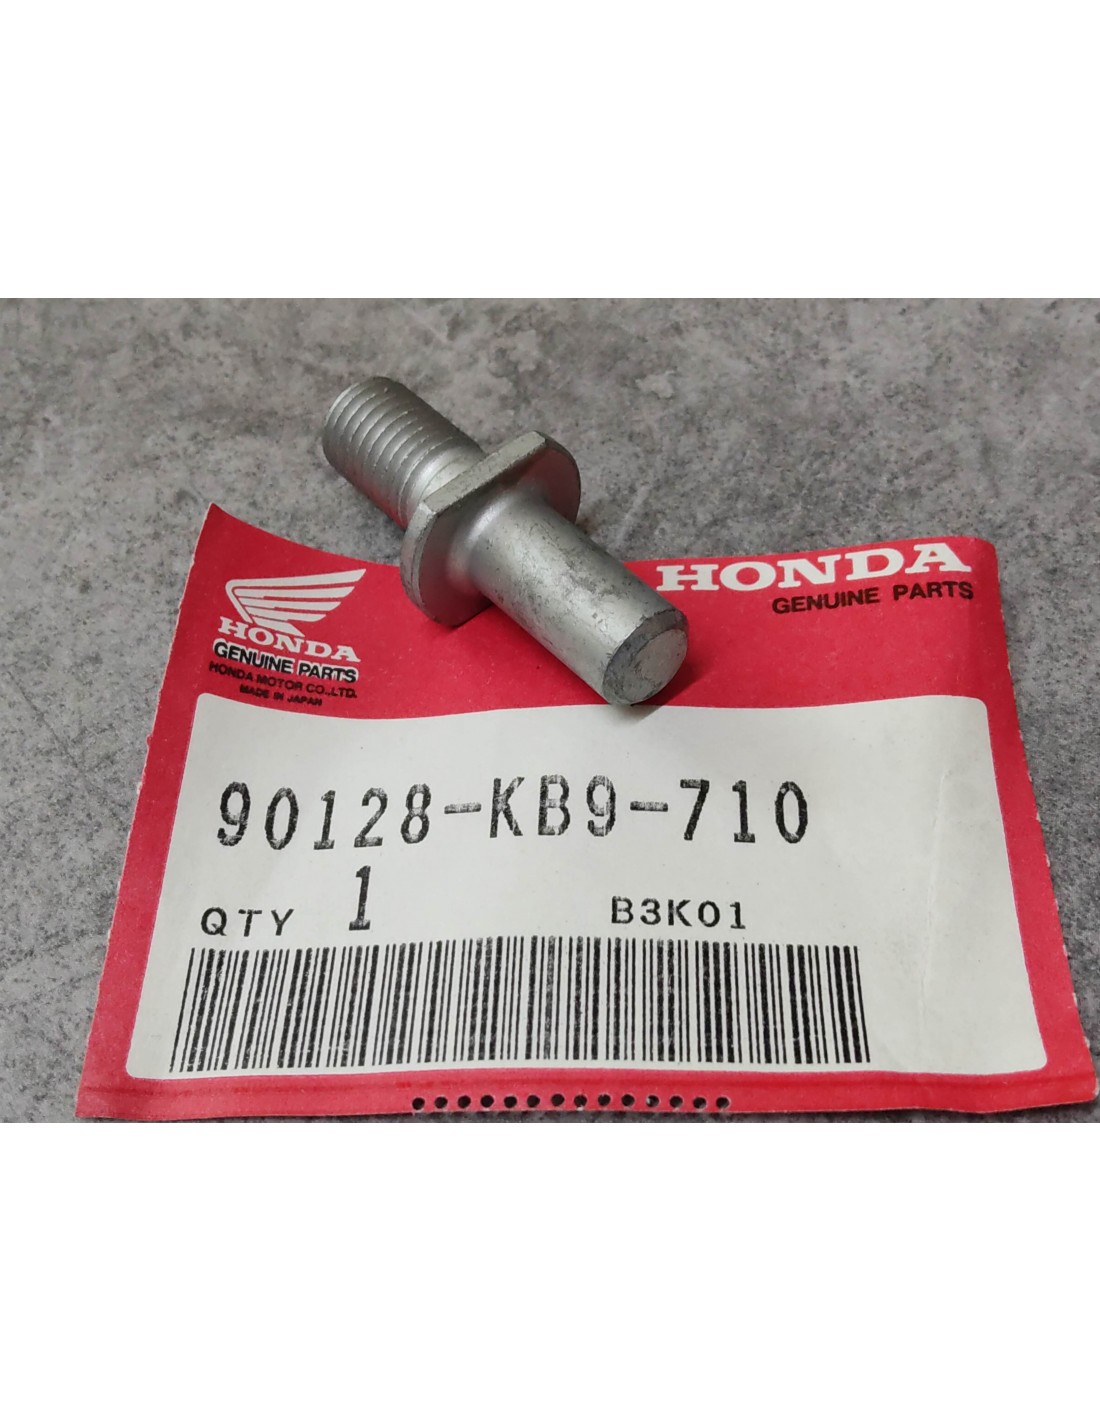 HONDA
GENUINE PARTS
HONDA MOTOR CO.,LTD.
MADE IN JAPAN
HONDA
GENUINE PARTS
90128-KB9-710
QTY 1 B3K01